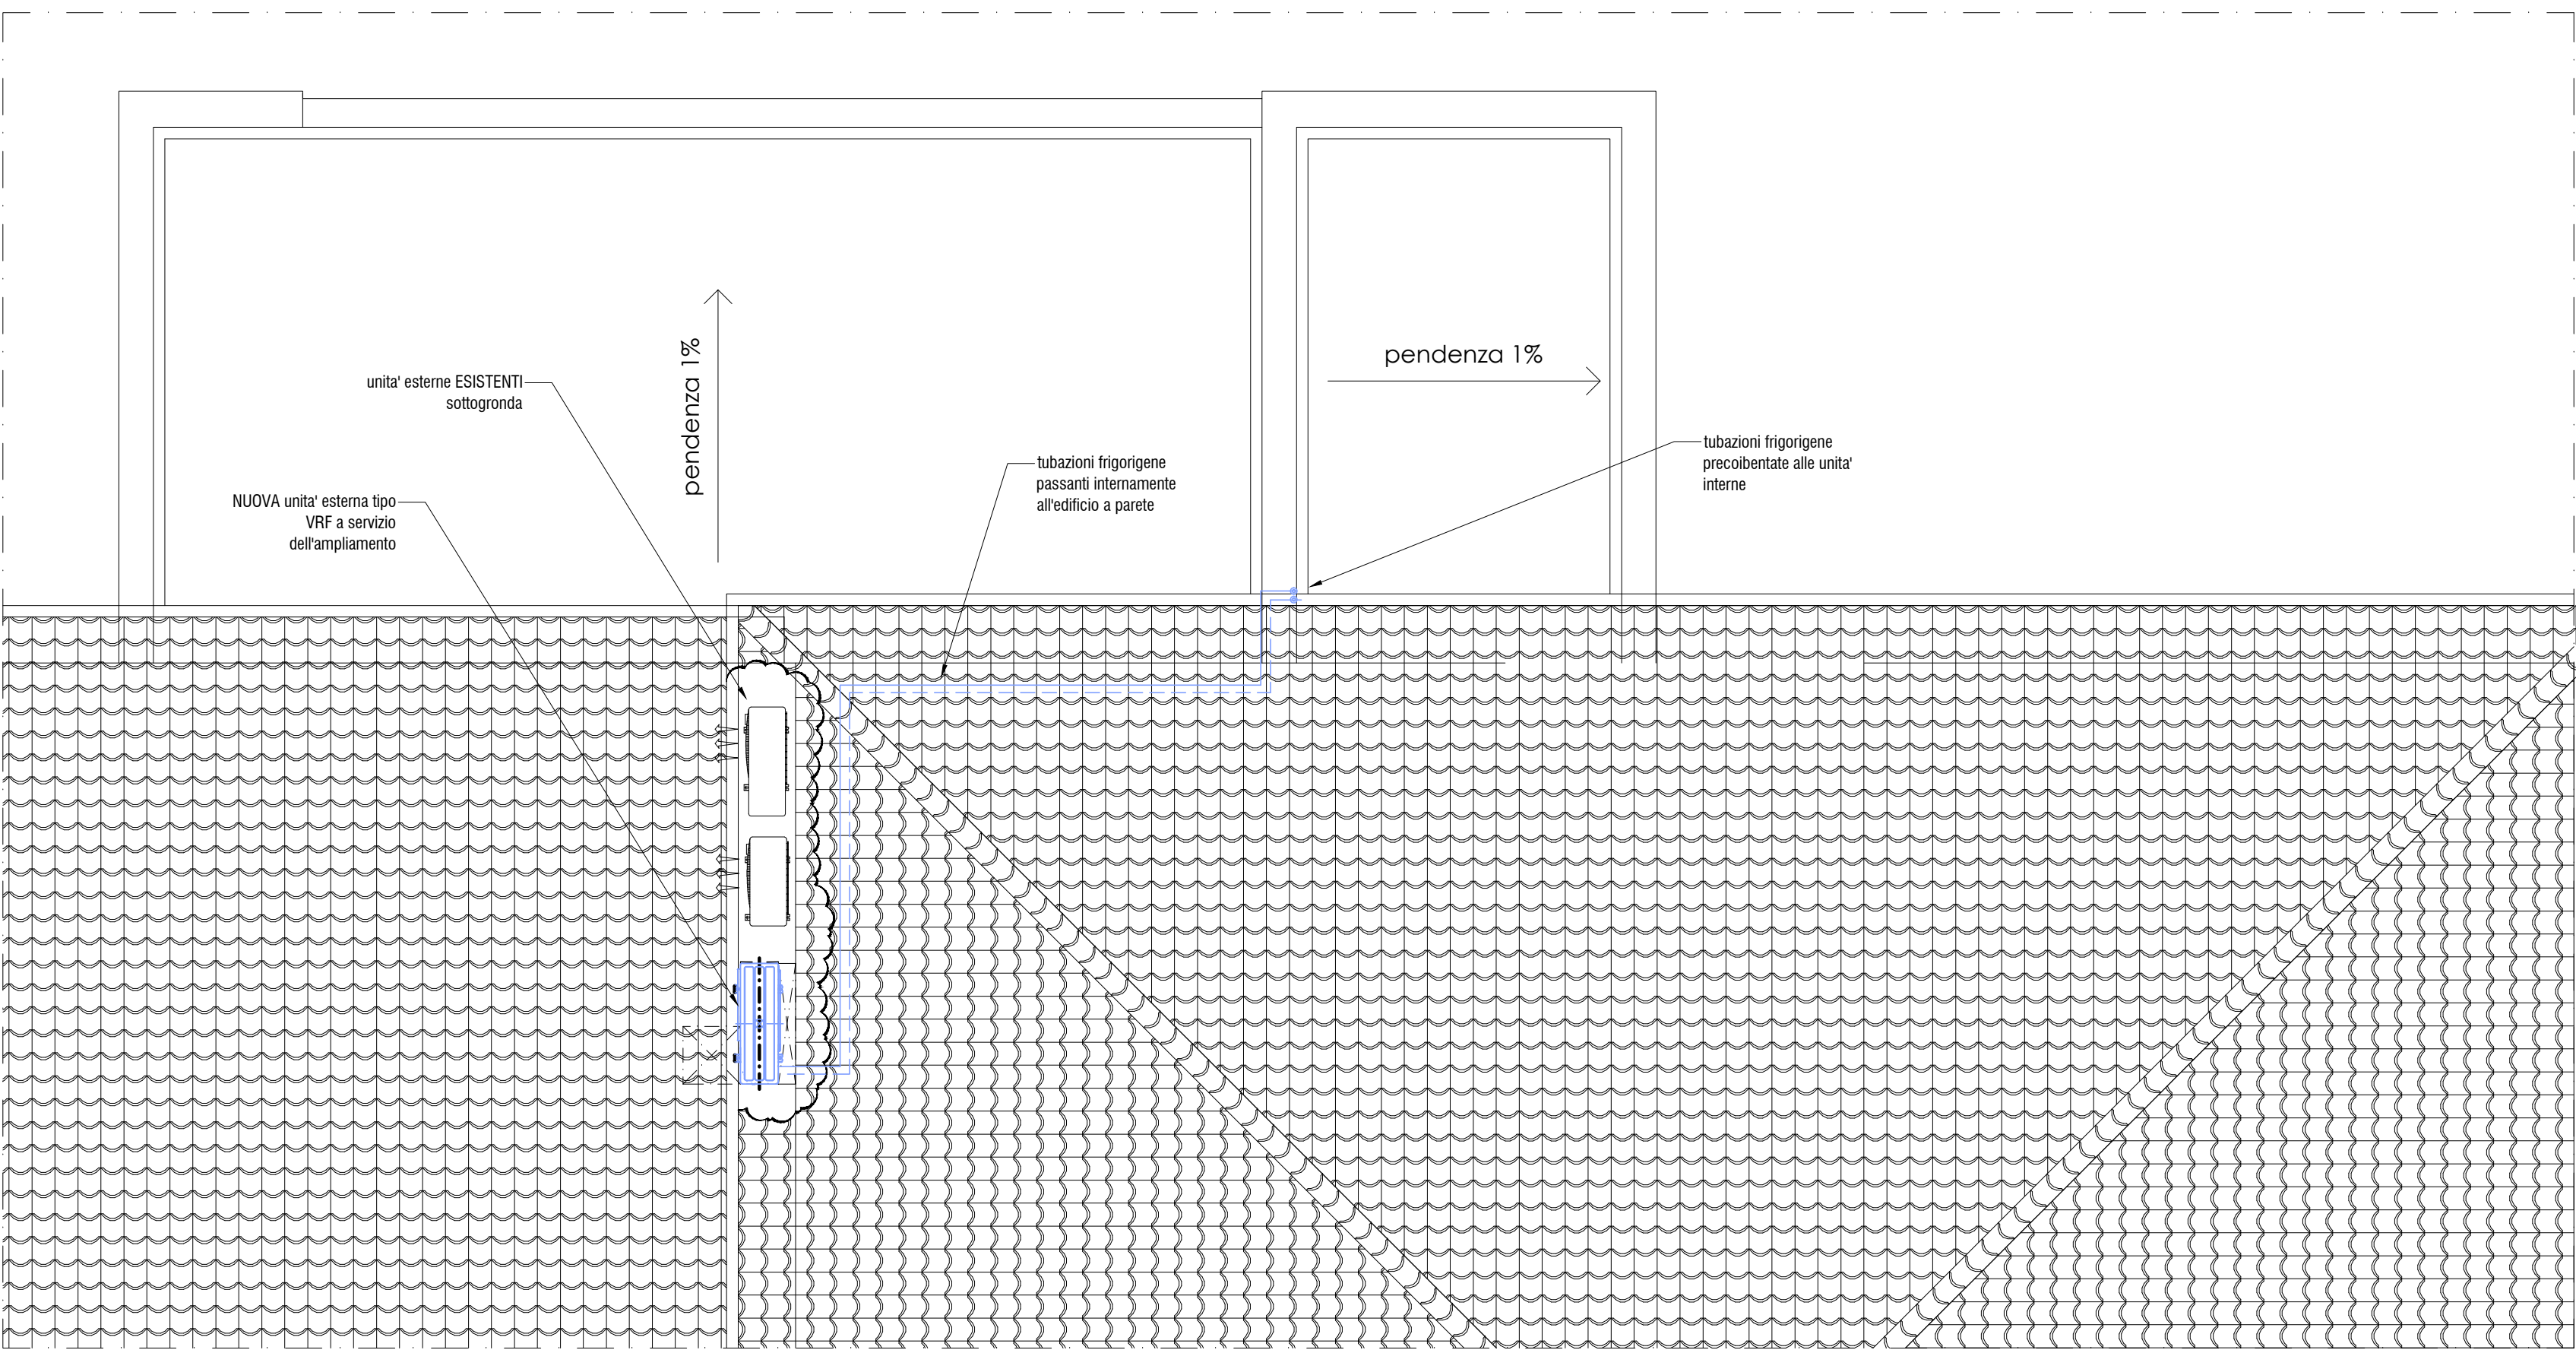 pendenza 1%
pendenza 1%
unita' esterne ESISTENTI
sottogronda
tubazioni frigorigene
precoibentate alle unita'
interne
tubazioni frigorigene
passanti internamente
all'edificio a parete
NUOVA unita' esterna tipo
VRF a servizio
dell'ampliamento